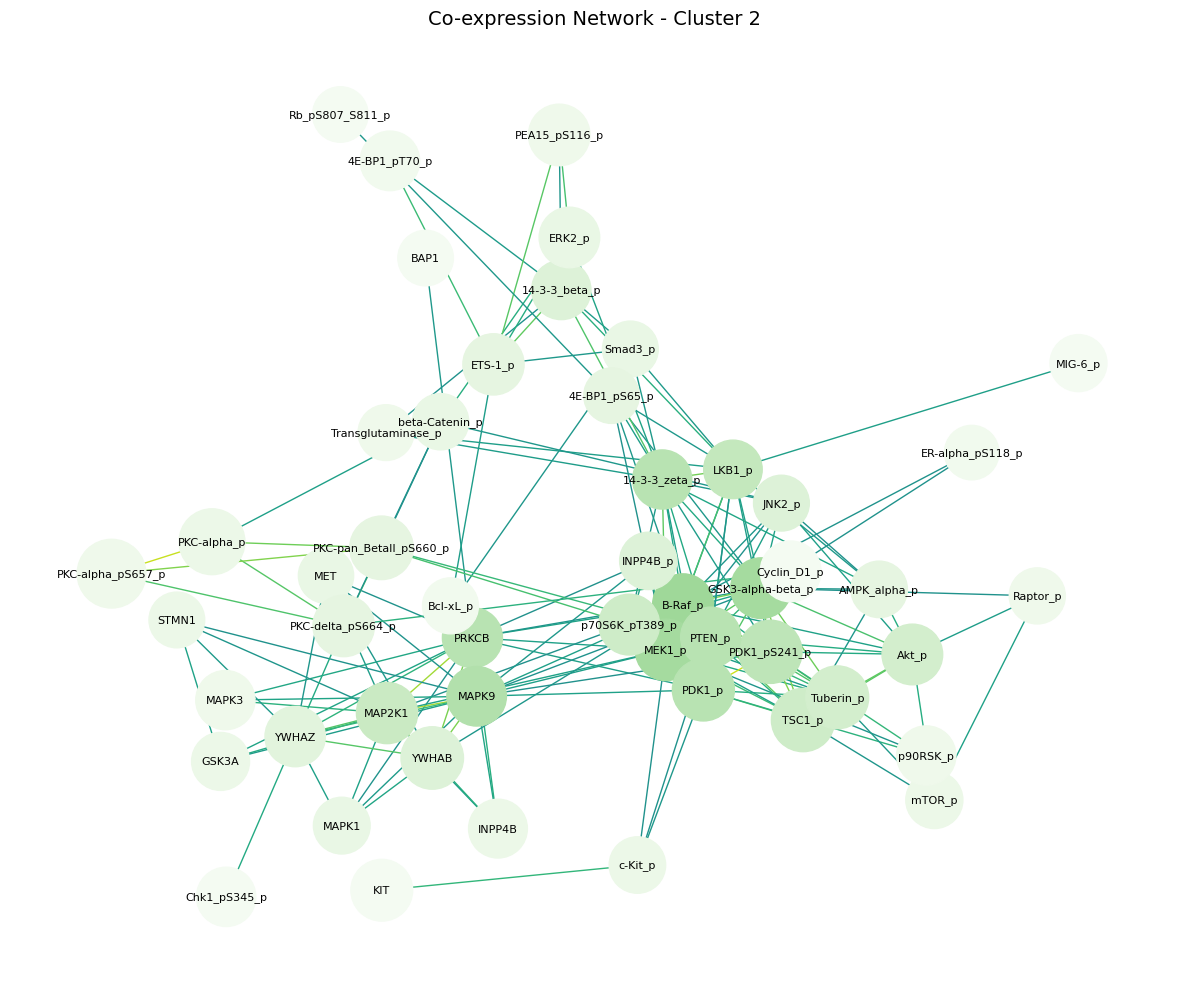 Co-expression Network - Cluster 2
Rb_pS807_S811_p
PEA15_pS116_p
4E-BP1_pT70_p
ERK2_p
BAP1
14-3-3_beta_p
Smad3_p
MIG-6_p
ETS-1_p
4E-BP1_pS65_p
beta-Catenin_p
Transglutaminase_p
ER-alpha_pS118_p
LKB1_p
14-3-3_zeta_p
JNK2_p
PKC-alpha_p
PKC-pan_BetaII_pS660_p
INPP4B_p
PKC-alpha_pS657_p
MET
Cyclin_D1_p
GSK3-alpha-beta_p
AMPK_alpha_p
Raptor_p
Bcl-xL_p
B-Raf_p
STMN1
PKC-delta_pS664_p
p70S6K_pT389_p
PRKCB
PTEN_p
MEK1_p
PDK1_pS241_p
Akt_p
PDK1_p
MAPK9
Tuberin_p
MAPK3
MAP2K1
TSC1_p
YWHAZ
YWHAB
p90RSK_p
GSK3A
mTOR_p
MAPK1
INPP4B
c-Kit_p
KIT
Chk1_pS345_p